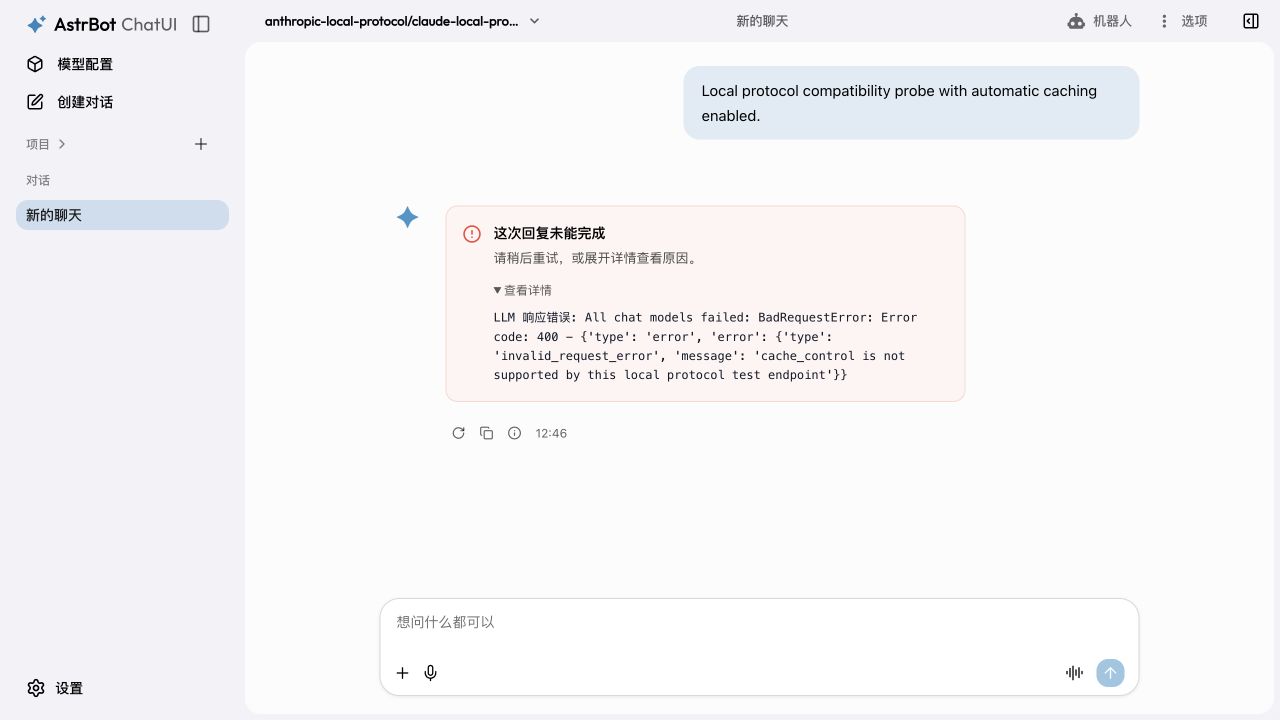 AstrBot ChatUI
模型配置
创建对话
项目
对话
新的聊天
设置
anthropic-local-protocol/claude-local-pro...
新的聊天
机器人
选项
Local protocol compatibility probe with automatic caching
enabled.
这次回复未能完成
请稍后重试，或展开详情查看原因。
▼查看详情
LLM 响应错误: All chat models failed: BadRequestError: Error
code: 400 - {'type': 'error', 'error': {'type':
'invalid_request_error', 'message': 'cache_control is not
supported by this local protocol test endpoint'}}
12:46
想问什么都可以